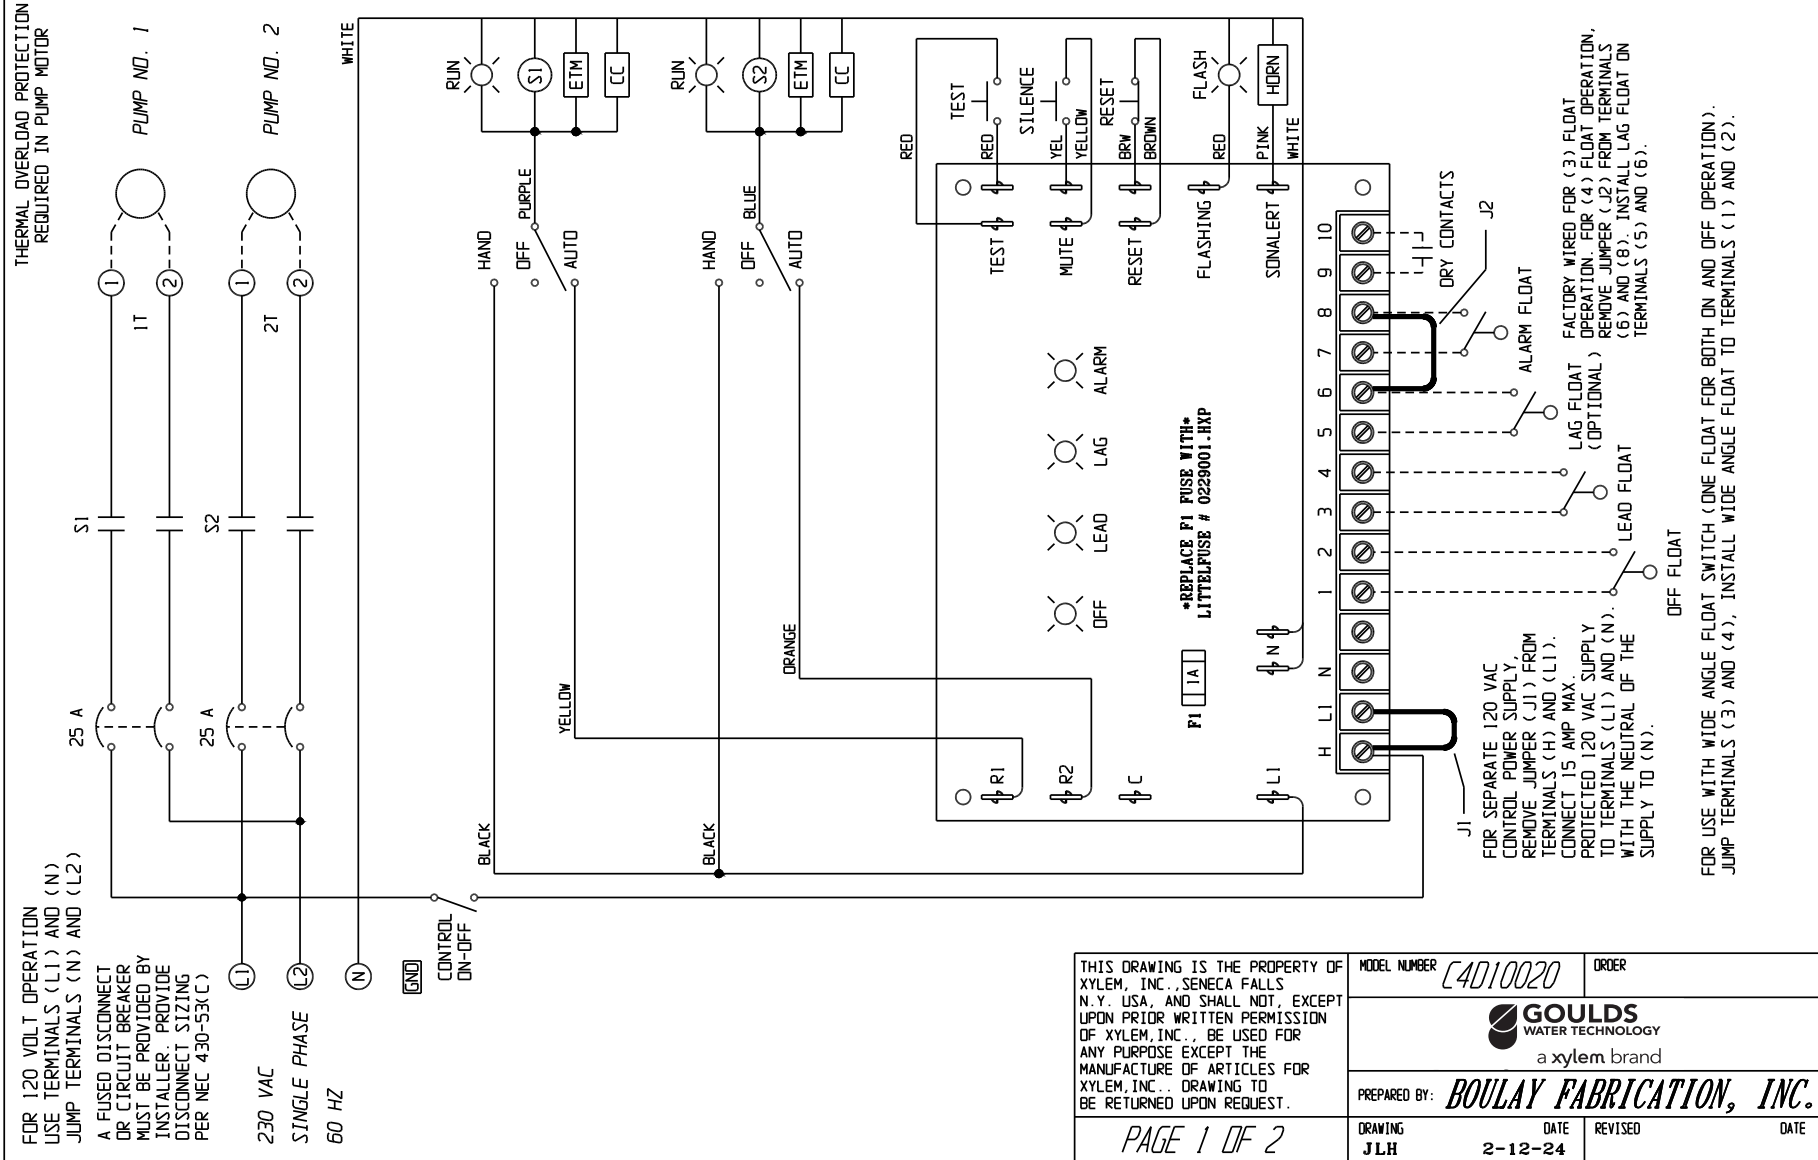 THERMAL OVERLOAD PROTECTION
REQUIRED IN PUMP MOTOR
PUMP NO. 1
PUMP NO. 2
1
2
1
2
1T
2T
S1
S2
25 A
25 A
FOR 120 VOLT OPERATION
USE TERMINALS (L1) AND (N)
JUMP TERMINALS (N) AND (L2)
A FUSED DISCONNECT
OR CIRCUIT BREAKER
MUST BE PROVIDED BY
INSTALLER. PROVIDE
DISCONNECT SIZING
PER NEC 430-53(C)
L1
L2
N
GND
230 VAC
SINGLE PHASE
60 HZ
CONTROL
ON-OFF
WHITE
RUN
S1
ETM
CC
RUN
S2
ETM
CC
PURPLE
HAND
OFF
AUTO
BLUE
HAND
OFF
AUTO
YELLOW
ORANGE
BLACK
BLACK
RED
TEST
RED
SILENCE
YEL
YELLOW
RESET
BRW
BROWN
FLASH
RED
HORN
PINK
WHITE
TEST
MUTE
RESET
FLASHING
SONALERT
ALARM
LAG
LEAD
OFF
*REPLACE F1 FUSE WITH*
LITTELFUSE # 0229001.HXP
F1
1A
N
R1
R2
C
L1
10
9
8
7
6
5
4
3
2
1
N
L1
H
DRY CONTACTS
J2
ALARM FLOAT
LAG FLOAT
(OPTIONAL)
LEAD FLOAT
OFF FLOAT
J1
FACTORY WIRED FOR (3) FLOAT
OPERATION. FOR (4) FLOAT OPERATION,
REMOVE JUMPER (J2) FROM TERMINALS
(6) AND (8). INSTALL LAG FLOAT ON
TERMINALS (5) AND (6).
FOR SEPARATE 120 VAC
CONTROL POWER SUPPLY,
REMOVE JUMPER (J1) FROM
TERMINALS (H) AND (L1).
CONNECT 15 AMP MAX.
PROTECTED 120 VAC SUPPLY
TO TERMINALS (L1) AND (N).
WITH THE NEUTRAL OF THE
SUPPLY TO (N).
FOR USE WITH WIDE ANGLE FLOAT SWITCH (ONE FLOAT FOR BOTH ON AND OFF OPERATION).
JUMP TERMINALS (3) AND (4), INSTALL WIDE ANGLE FLOAT TO TERMINALS (1) AND (2).
THIS DRAWING IS THE PROPERTY OF
XYLEM, INC.,SENECA FALLS
N.Y. USA, AND SHALL NOT, EXCEPT
UPON PRIOR WRITTEN PERMISSION
OF XYLEM,INC., BE USED FOR
ANY PURPOSE EXCEPT THE
MANUFACTURE OF ARTICLES FOR
XYLEM,INC.. DRAWING TO
BE RETURNED UPON REQUEST.
PAGE 1 OF 2
MODEL NUMBER C4D10020
ORDER
GOULDS
WATER TECHNOLOGY
a xylem brand
PREPARED BY: BOULAY FABRICATION, INC.
DRAWING DATE
JLH 2-12-24
REVISED DATE